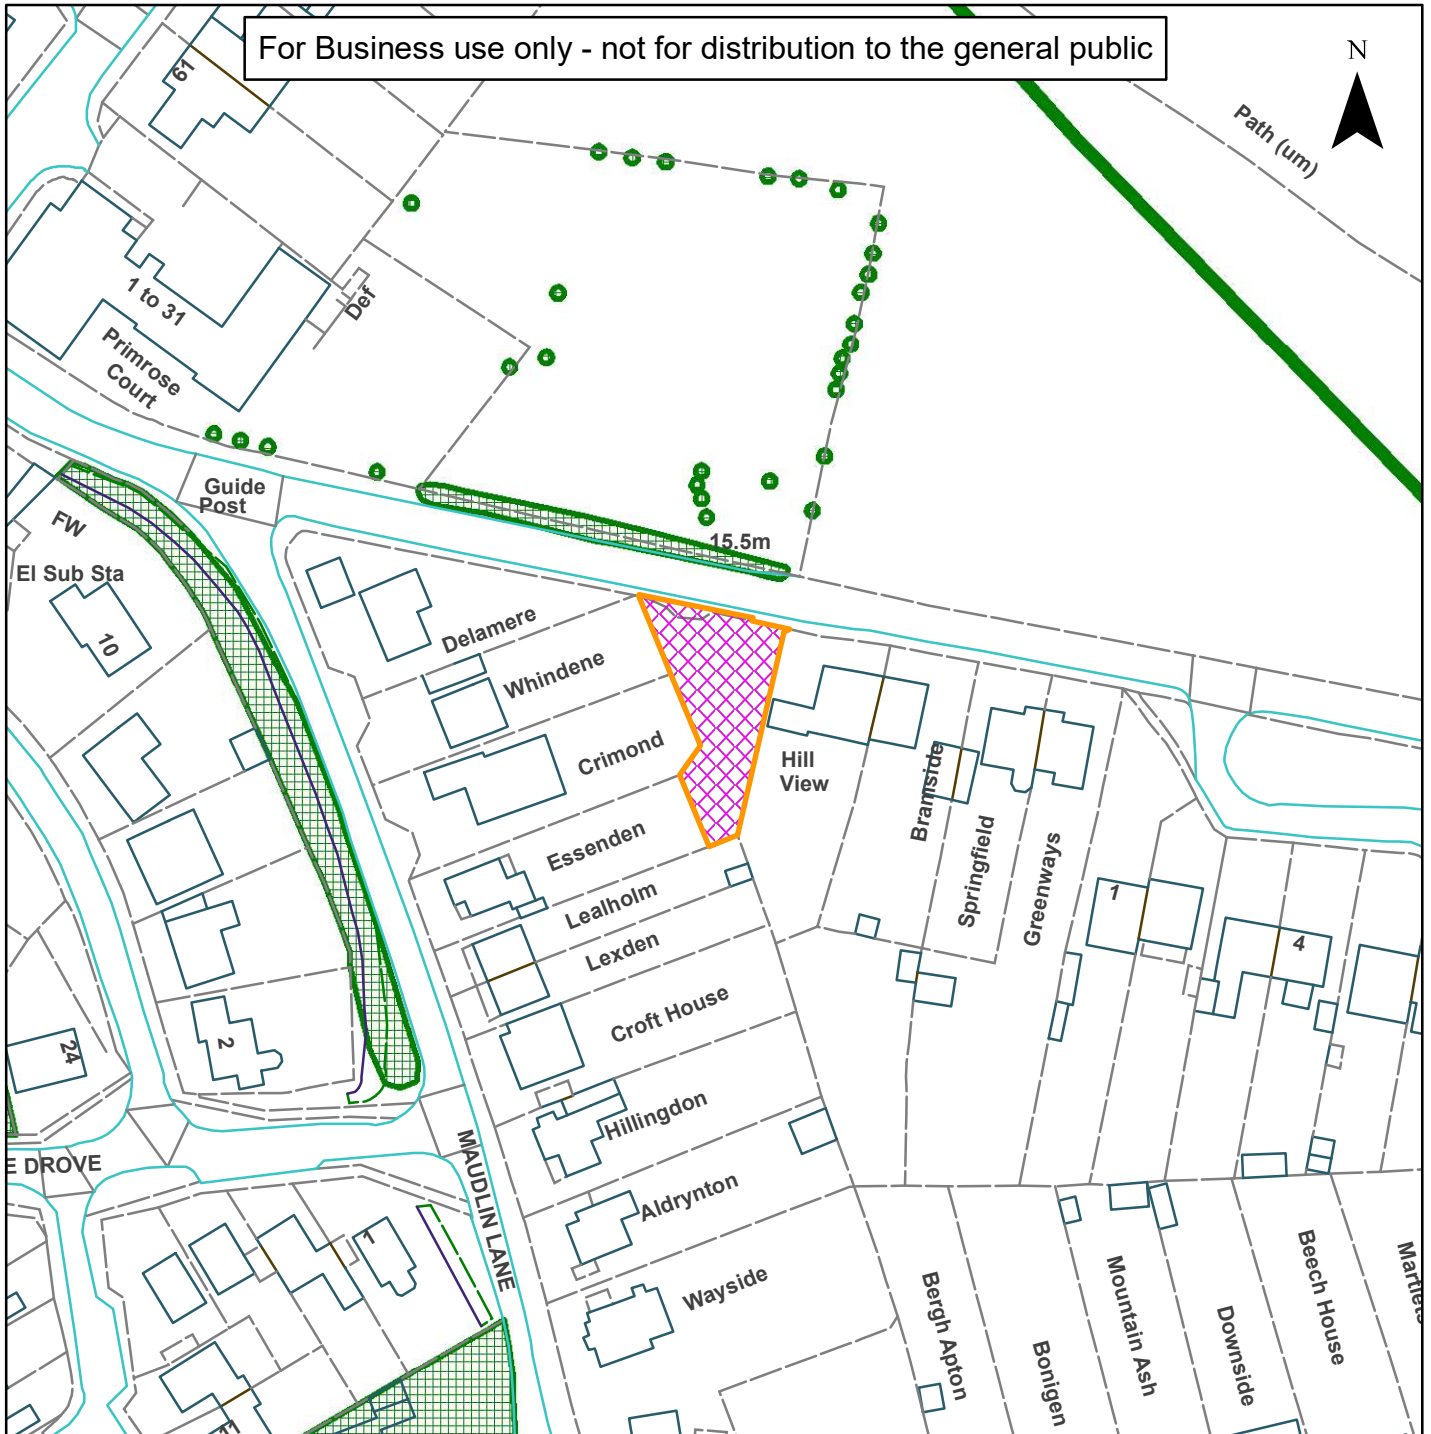 For Business use only - not for distribution to the general public
N
61
Path (um)
1 to 31
Def
Primrose
Court
Guide
Post
FW
15.5m
El Sub Sta
10
Delamere
Whindene
Crimond
Hill
View
Bramside
Essenden
Springfield
Greenways
Lealholm
1
Lexden
4
Croft House
24
2
Hillingdon
E DROVE
MAUDLIN LANE
Aldrynton
1
Wayside
Bergh Apton
Bonigen
Mountain Ash
Downside
Beech House
Martlets
11